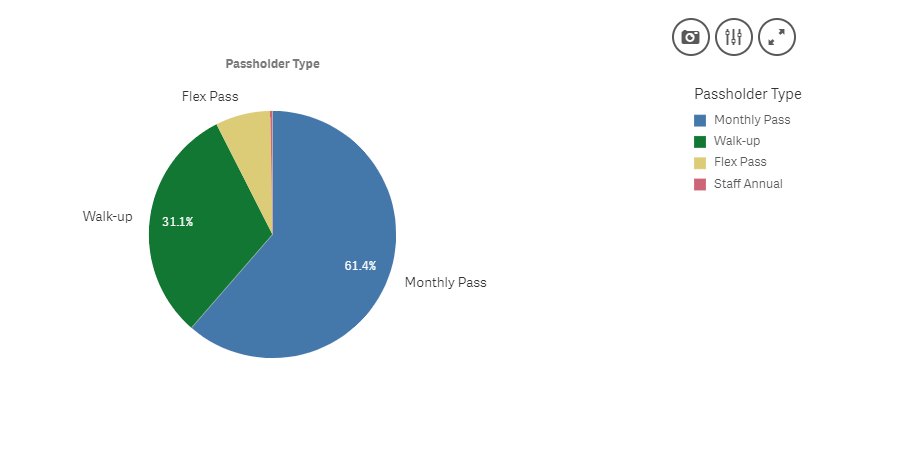 Passholder Type
Flex Pass
Walk-up
31.1%
61.4%
Monthly Pass
Passholder Type
Monthly Pass
Walk-up
Flex Pass
Staff Annual